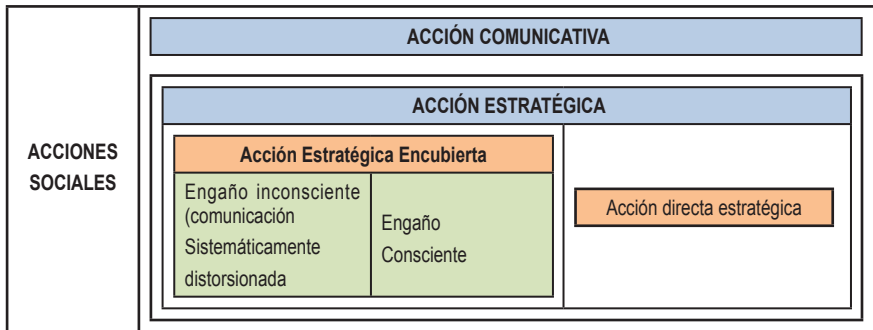 ACCIÓN COMUNICATIVA
ACCIÓN ESTRATÉGICA
ACCIONES
SOCIALES
Acción Estratégica Encubierta
Engaño inconsciente
(comunicación
Sistemáticamente
distorsionada
Engaño
Consciente
Acción directa estratégica